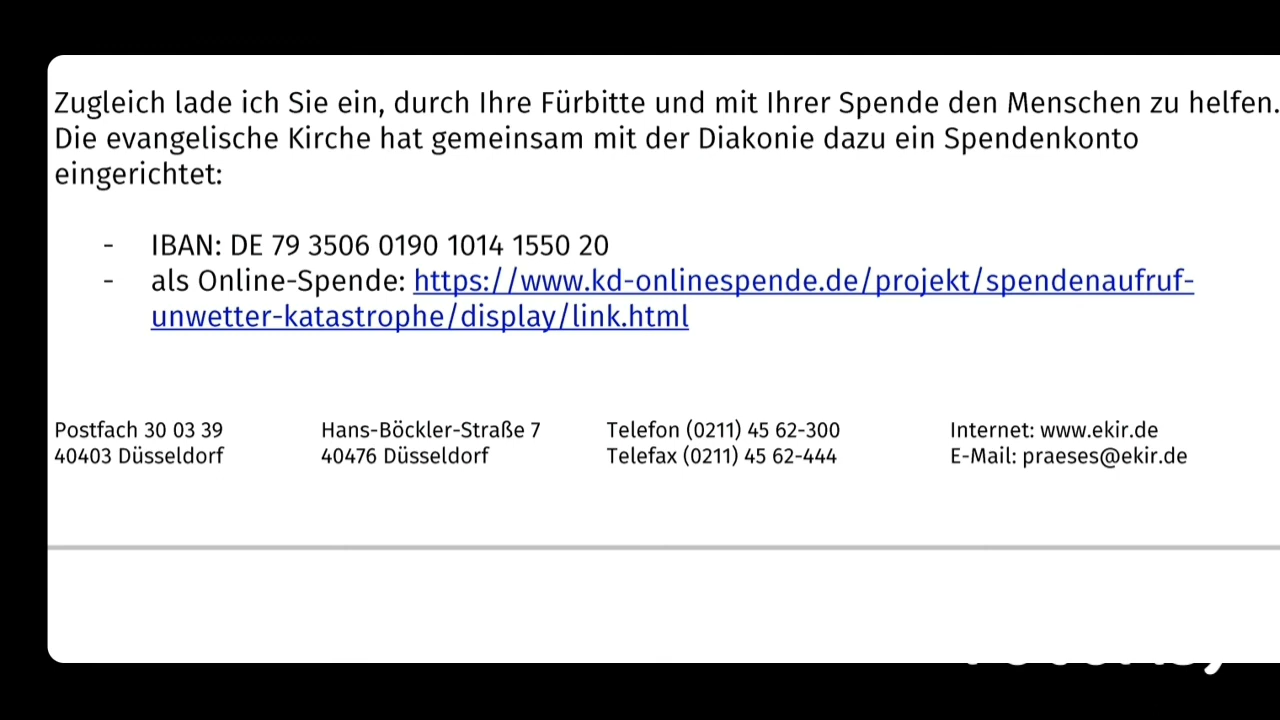 Zugleich lade ich Sie ein, durch Ihre Fürbitte und mit Ihrer Spende den Menschen zu helfen.
Die evangelische Kirche hat gemeinsam mit der Diakonie dazu ein Spendenkonto
eingerichtet:
- IBAN: DE 79 3506 0190 1014 1550 20
- als Online-Spende: https://www.kd-onlinespende.de/projekt/spendenaufruf-
unwetter-katastrophe/display/link.html
Postfach 30 03 39
40403 Düsseldorf
Hans-Böckler-Straße 7
40476 Düsseldorf
Telefon (0211) 45 62-300
Telefax (0211) 45 62-444
Internet: www.ekir.de
E-Mail: praeses@ekir.de